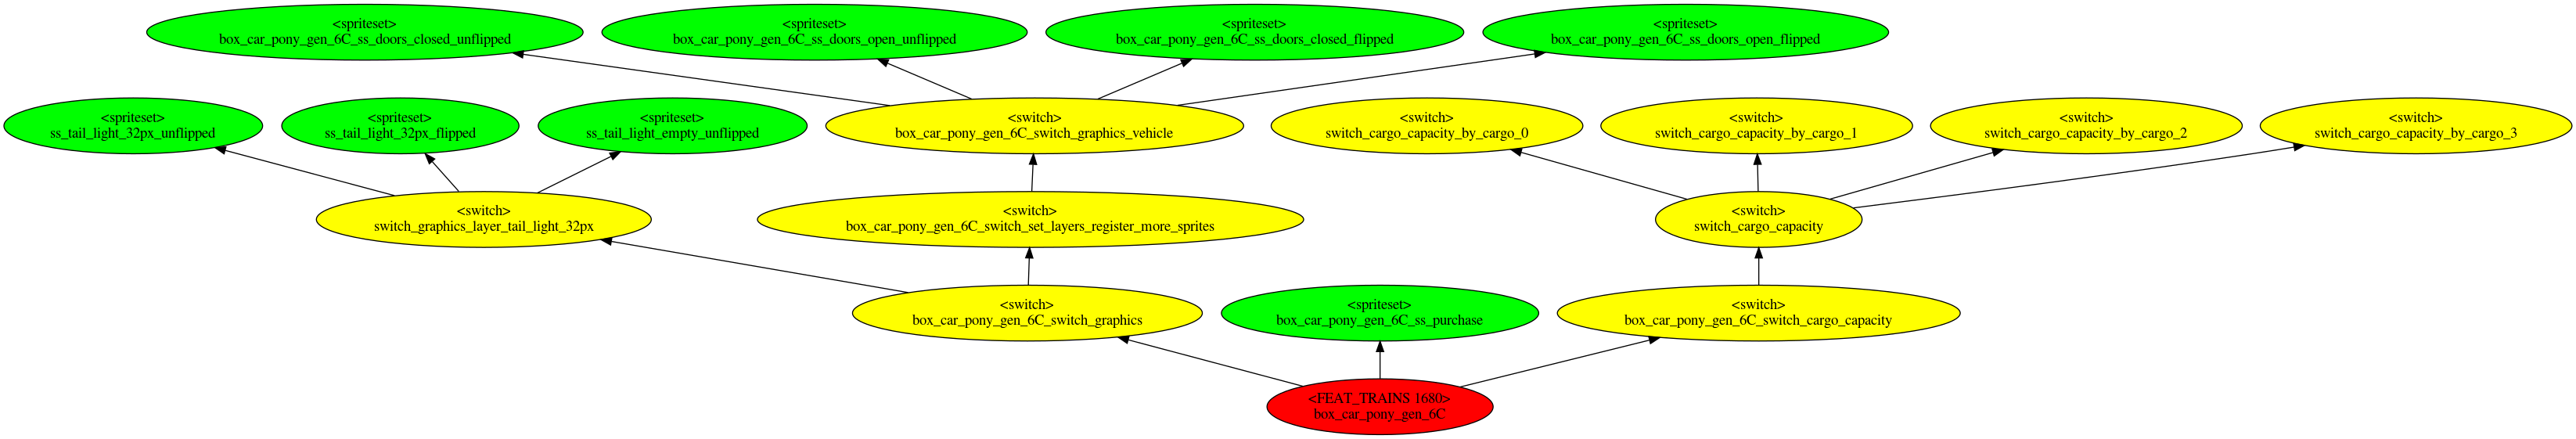 <spriteset>
box_car_pony_gen_6C_ss_doors_closed_unflipped
<spriteset>
box_car_pony_gen_6C_ss_doors_open_unflipped
<spriteset>
box_car_pony_gen_6C_ss_doors_closed_flipped
<spriteset>
box_car_pony_gen_6C_ss_doors_open_flipped
<spriteset>
ss_tail_light_32px_unflipped
<spriteset>
ss_tail_light_32px_flipped
<spriteset>
ss_tail_light_empty_unflipped
<switch>
box_car_pony_gen_6C_switch_graphics_vehicle
<switch>
switch_cargo_capacity_by_cargo_0
<switch>
switch_cargo_capacity_by_cargo_1
<switch>
switch_cargo_capacity_by_cargo_2
<switch>
switch_cargo_capacity_by_cargo_3
<switch>
switch_graphics_layer_tail_light_32px
<switch>
box_car_pony_gen_6C_switch_set_layers_register_more_sprites
<switch>
switch_cargo_capacity
<switch>
box_car_pony_gen_6C_switch_graphics
<spriteset>
box_car_pony_gen_6C_ss_purchase
<switch>
box_car_pony_gen_6C_switch_cargo_capacity
<FEAT_TRAINS 1680>
box_car_pony_gen_6C